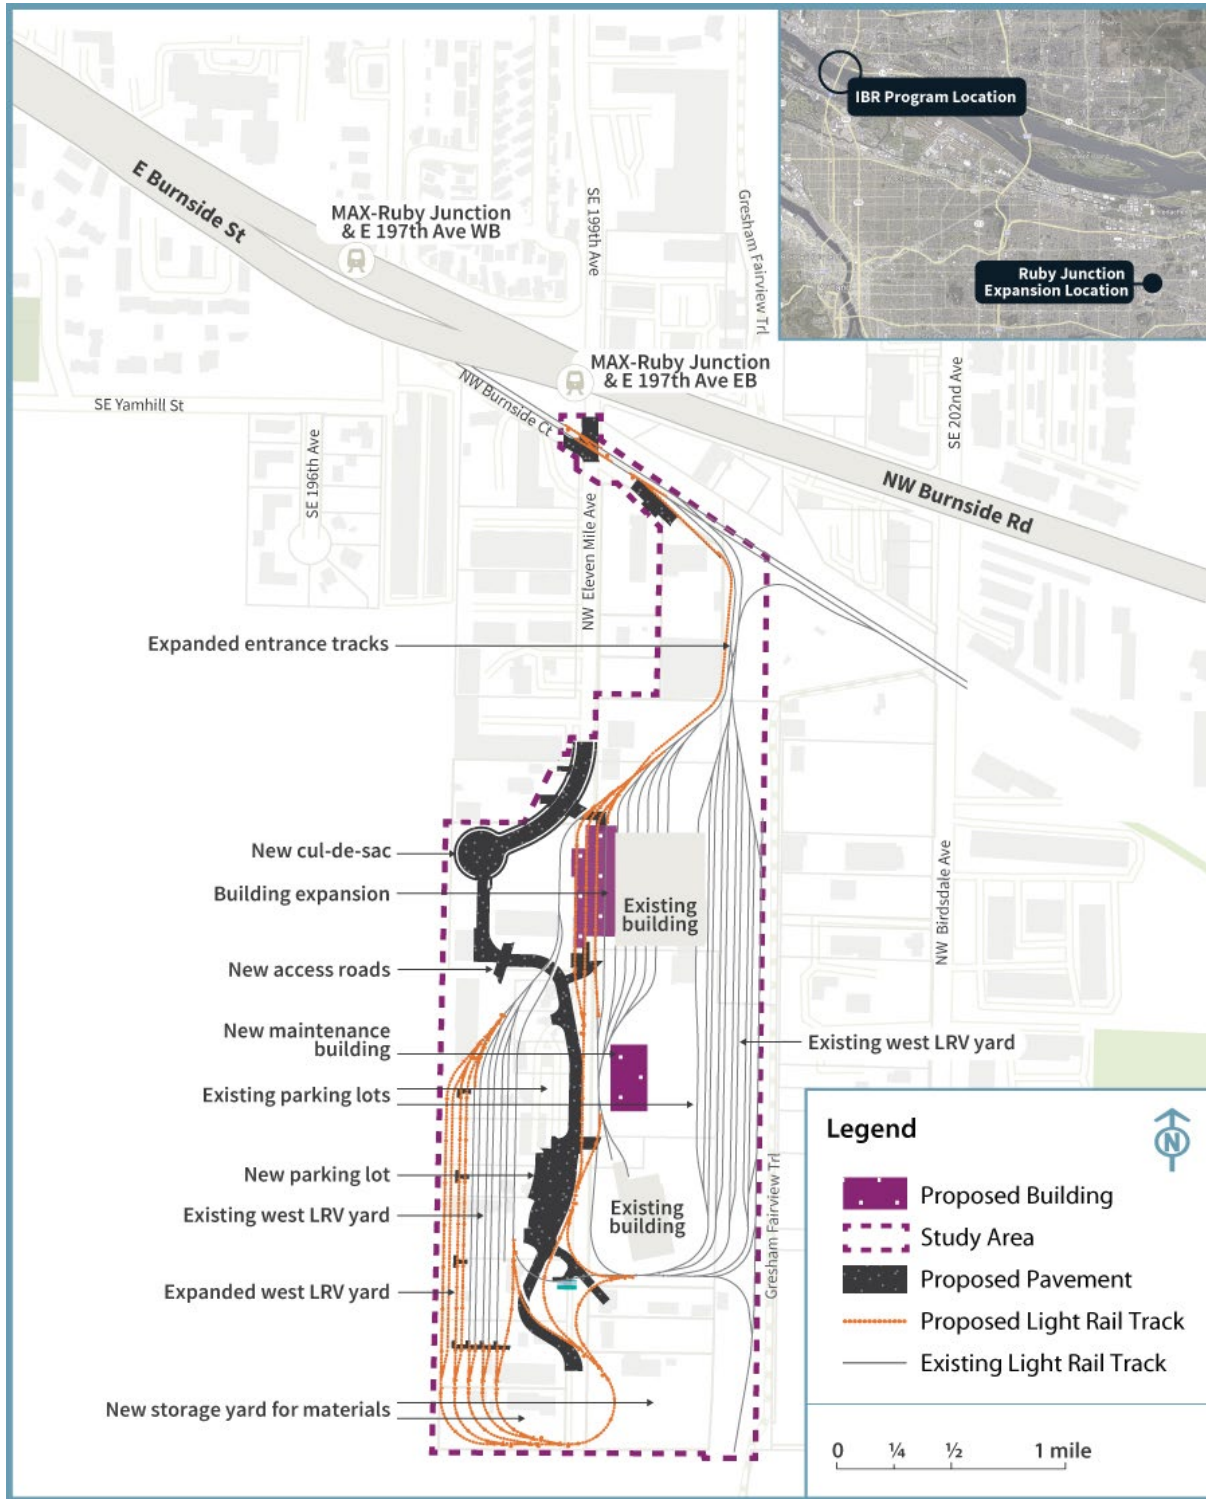 IBR Program Location
Ruby Junction
Expansion Location
E Burnside St
MAX-Ruby Junction
& E 197th Ave WB
SE 199th Ave
Gresham Fairview Trl
MAX-Ruby Junction
& E 197th Ave EB
NW Burnside Ct
SE Yamhill St
SE 196th Ave
SE 202nd Ave
NW Burnside Rd
NW Eleven Mile Ave
Expanded entrance tracks
New cul-de-sac
Building expansion
Existing
building
NW Birdsdale Ave
New access roads
New maintenance
building
Existing west LRV yard
Existing parking lots
New parking lot
Existing west LRV yard
Existing
building
Gresham Fairview Trl
Expanded west LRV yard
New storage yard for materials
Legend
N
Proposed Building
Study Area
Proposed Pavement
Proposed Light Rail Track
Existing Light Rail Track
0 ¼ ½ 1 mile